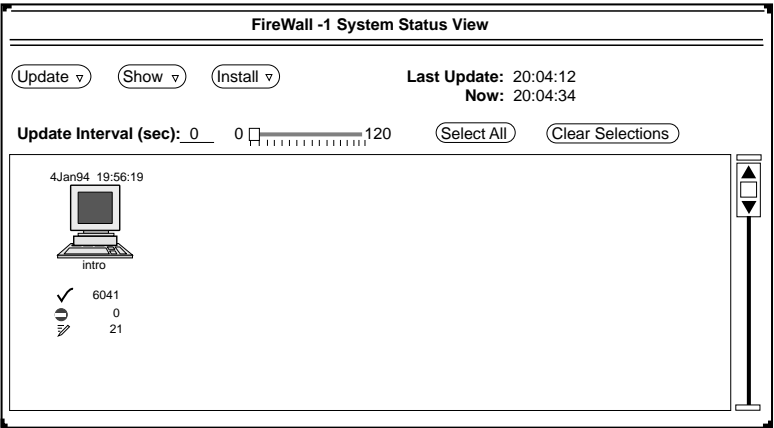 FireWall -1 System Status View
Update Show Install
Last Update: 20:04:12
Now: 20:04:34
Update Interval (sec): 0 0 120 Select All Clear Selections
4Jan94 19:56:19
intro
6041
0
21